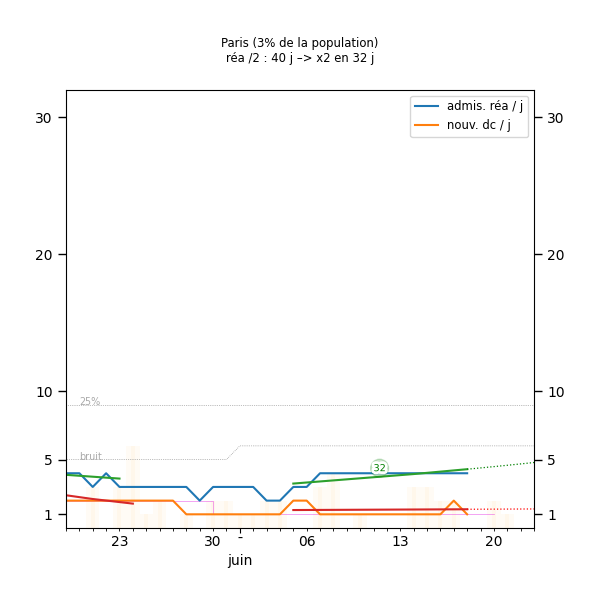 Paris (3% de la population)
réa /2 : 40 j –> x2 en 32 j
admis. réa / j
nouv. dc / j
30 30
20 20
25%
10 10
bruit
32
5 5
1 1
23 30 - 06 13 20
juin